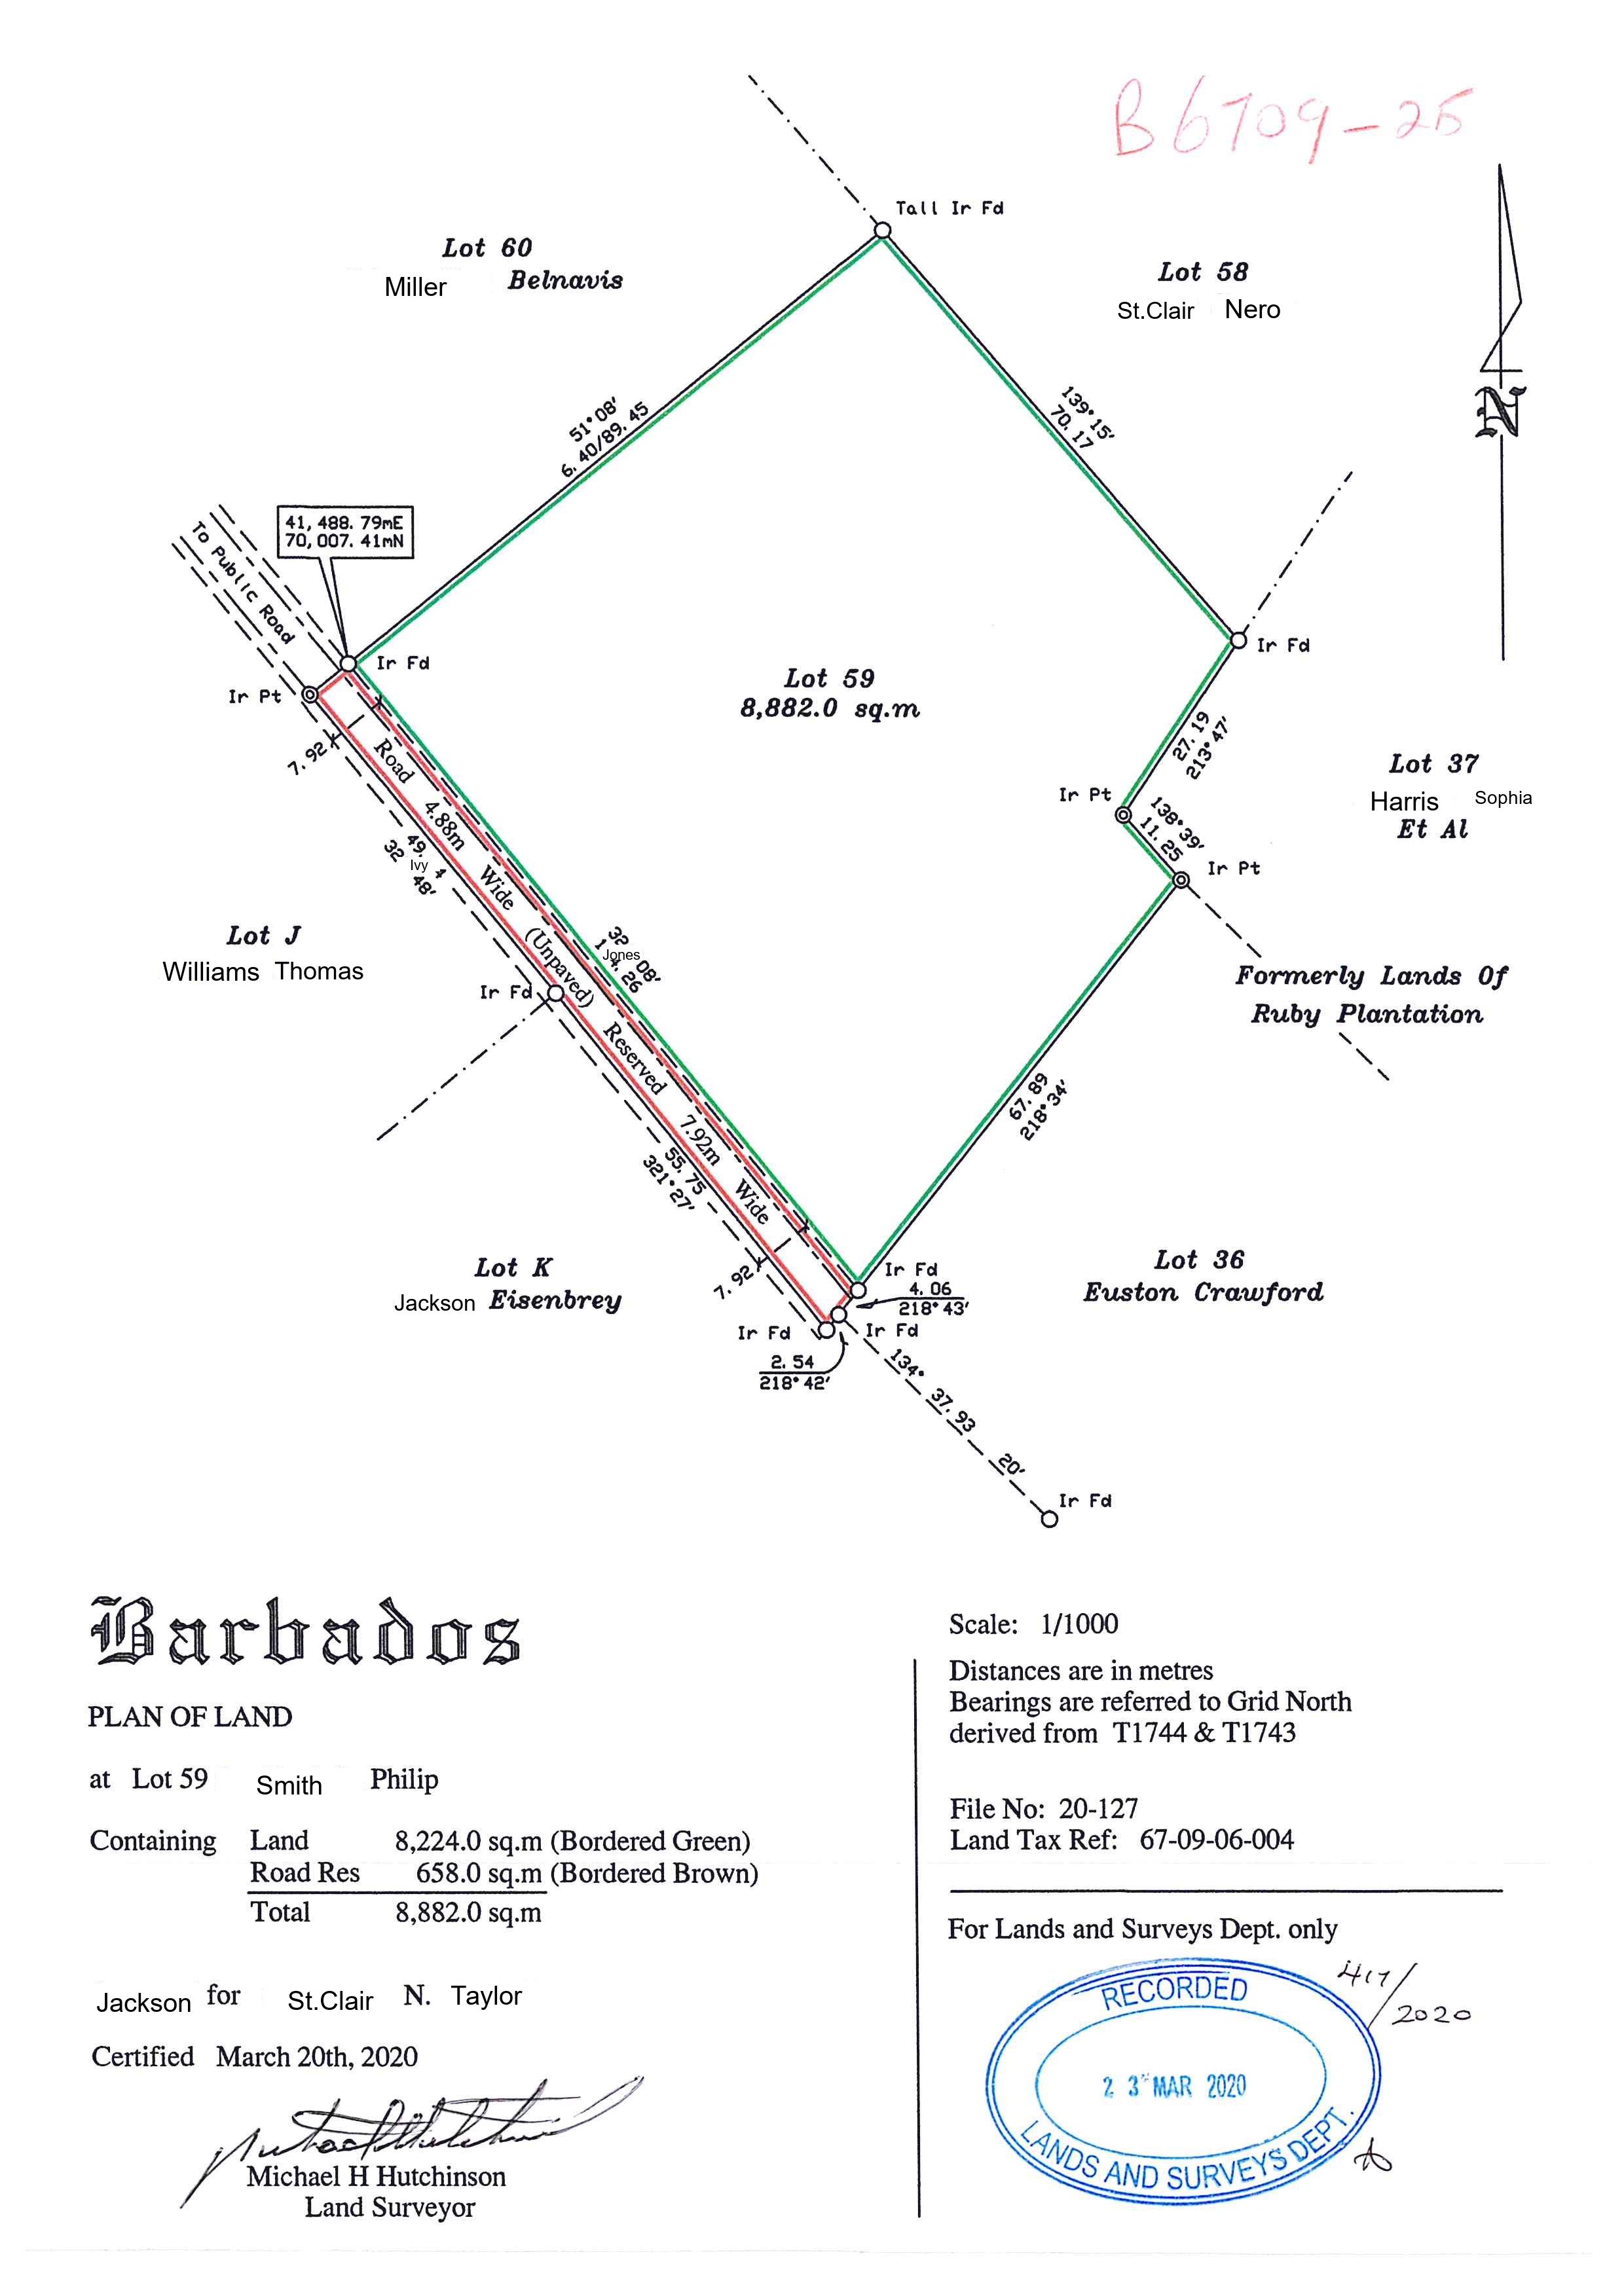 B6709-25
Tall Ir Fd
Lot 60
Miller Belnavis
Lot 58
St.Clair Nero
N
51°08'
6.40/89.45
139°15'
70.17
41,488.79mE
70,007.41mN
To Public Road
Ir Fd
Ir Pt
7.92
Lot 59
8,882.0 sq.m
Ir Fd
27.19
213°47'
Ir Pt
138°39'
11.25
Ir Pt
Lot 37
Harris Sophia
Et Al
Road 4.88m Wide (Unpaved) Reserved 7.92m Wide
49. Ivy 4
32 48'
32 Jones 08'
1 4.26
Lot J
Williams Thomas
Ir Fd
Formerly Lands Of
Ruby Plantation
67.89
218°34'
55.75
321°27'
7.92
Lot K
Jackson Eisenbrey
Lot 36
Euston Crawford
Ir Fd
4.06
218°43'
Ir Fd
Ir Fd
2.54
218°42'
134° 37.93 20'
Ir Fd
Barbados
PLAN OF LAND
at Lot 59 Smith Philip
Containing Land 8,224.0 sq.m (Bordered Green)
Road Res 658.0 sq.m (Bordered Brown)
Total 8,882.0 sq.m
Jackson for St.Clair N. Taylor
Certified March 20th, 2020
Michael H Hutchinson
Land Surveyor
Scale: 1/1000
Distances are in metres
Bearings are referred to Grid North
derived from T1744 & T1743
File No: 20-127
Land Tax Ref: 67-09-06-004
For Lands and Surveys Dept. only
417/2020
RECORDED
23 MAR 2020
LANDS AND SURVEYS DEPT.